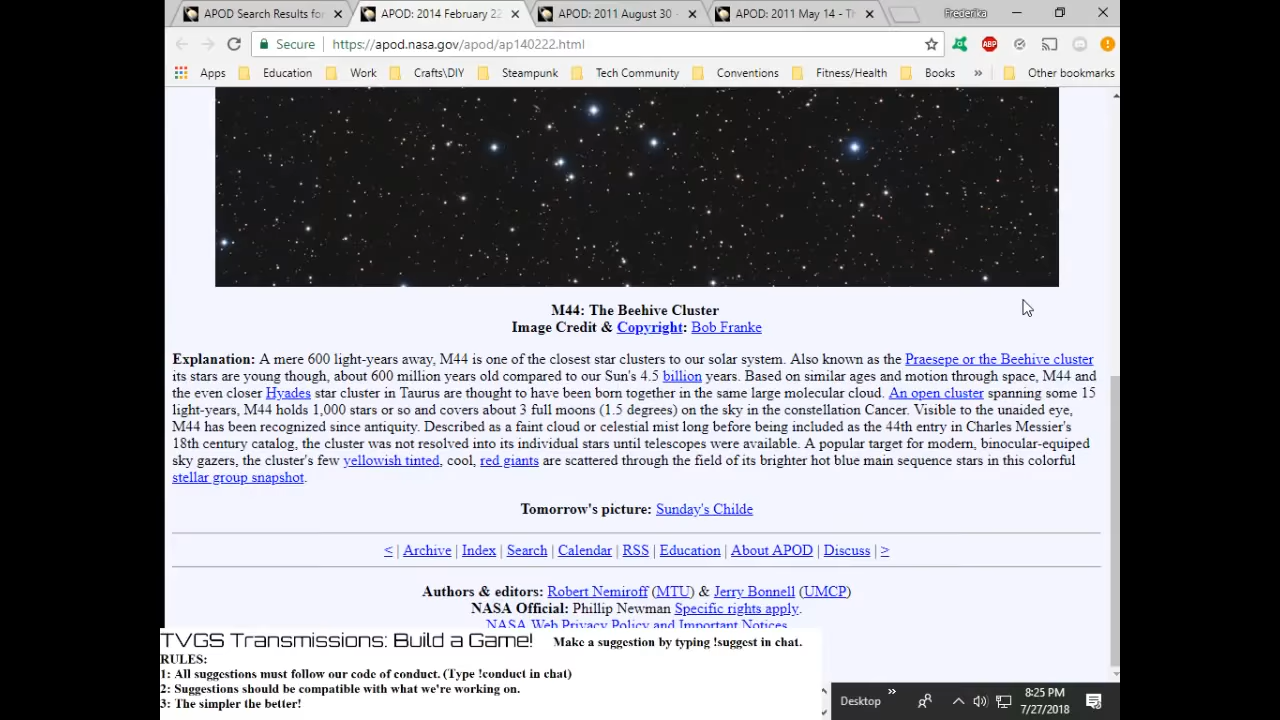 APOD Search Results for
APOD: 2014 February 22
APOD: 2011 August 30 -
APOD: 2011 May 14 - Th
Frederika
Secure
https://apod.nasa.gov/apod/ap140222.html
ABP
Apps
Education
Work
Crafts\DIY
Steampunk
Tech Community
Conventions
Fitness/Health
Books
»
Other bookmarks
M44: The Beehive Cluster
Image Credit & Copyright: Bob Franke
Explanation: A mere 600 light-years away, M44 is one of the closest star clusters to our solar system. Also known as the Praesepe or the Beehive cluster
its stars are young though, about 600 million years old compared to our Sun's 4.5 billion years. Based on similar ages and motion through space, M44 and
the even closer Hyades star cluster in Taurus are thought to have been born together in the same large molecular cloud. An open cluster spanning some 15
light-years, M44 holds 1,000 stars or so and covers about 3 full moons (1.5 degrees) on the sky in the constellation Cancer. Visible to the unaided eye,
M44 has been recognized since antiquity. Described as a faint cloud or celestial mist long before being included as the 44th entry in Charles Messier's
18th century catalog, the cluster was not resolved into its individual stars until telescopes were available. A popular target for modern, binocular-equiped
sky gazers, the cluster's few yellowish tinted, cool, red giants are scattered through the field of its brighter hot blue main sequence stars in this colorful
stellar group snapshot.
Tomorrow's picture: Sunday's Childe
< | Archive | Index | Search | Calendar | RSS | Education | About APOD | Discuss | >
Authors & editors: Robert Nemiroff (MTU) & Jerry Bonnell (UMCP)
NASA Official: Phillip Newman Specific rights apply.
NASA Web Privacy Policy and Important Notices
TVGS Transmissions: Build a Game! Make a suggestion by typing !suggest in chat.
RULES:
1: All suggestions must follow our code of conduct. (Type !conduct in chat)
2: Suggestions should be compatible with what we're working on.
3: The simpler the better!
Desktop
»
8:25 PM
7/27/2018